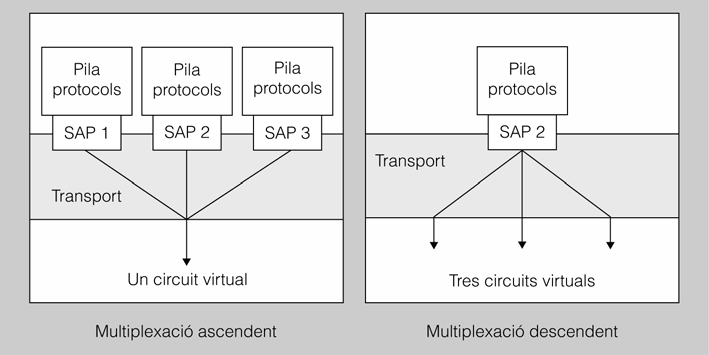 Pila
protocols
Pila
protocols
Pila
protocols
SAP 1
SAP 2
SAP 3
Transport
Un circuit virtual
Multiplexació ascendent
Pila
protocols
SAP 2
Transport
Tres circuits virtuals
Multiplexació descendent